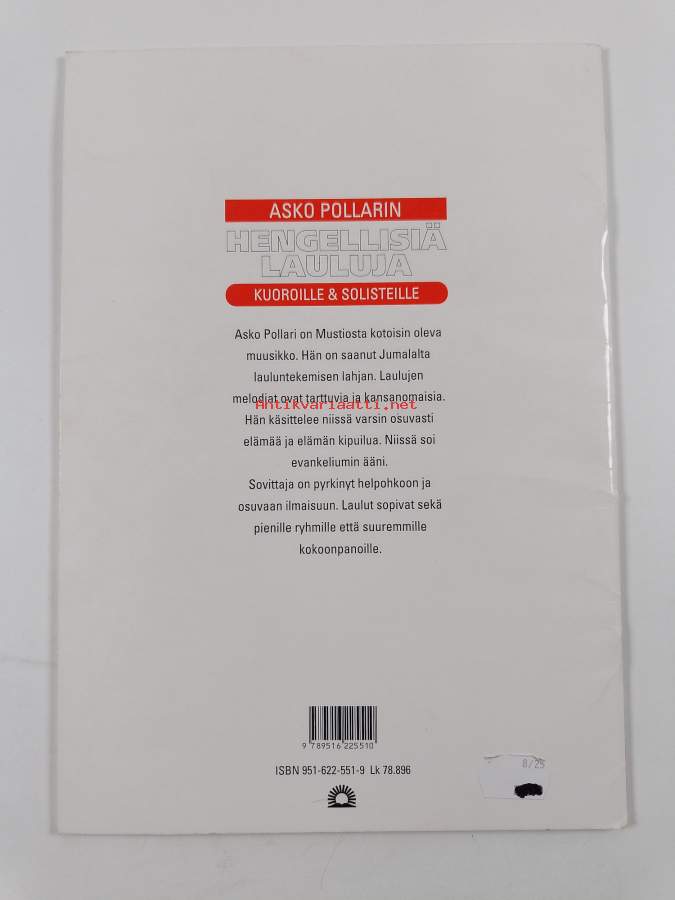 ASKO POLLARIN
HENGELLISIÄ
LAULUJA
KUOROILLE & SOLISTEILLE
Asko Pollari on Mustiosta kotoisin oleva
muusikko. Hän on saanut Jumalalta
lauluntekemisen lahjan. Laulujen
melodiat ovat tarttuvia ja kansanomaisia.
Antikvariaatti.net
Hän käsittelee niissä varsin osuvasti
elämää ja elämän kipuilua. Niissä soi
evankeliumin ääni.
Sovittaja on pyrkinyt helpohkoon ja
osuvaan ilmaisuun. Laulut sopivat sekä
pienille ryhmille että suuremmille
kokoonpanoille.
9 789516 225510
ISBN 951-622-551-9 Lk 78.896
8/25